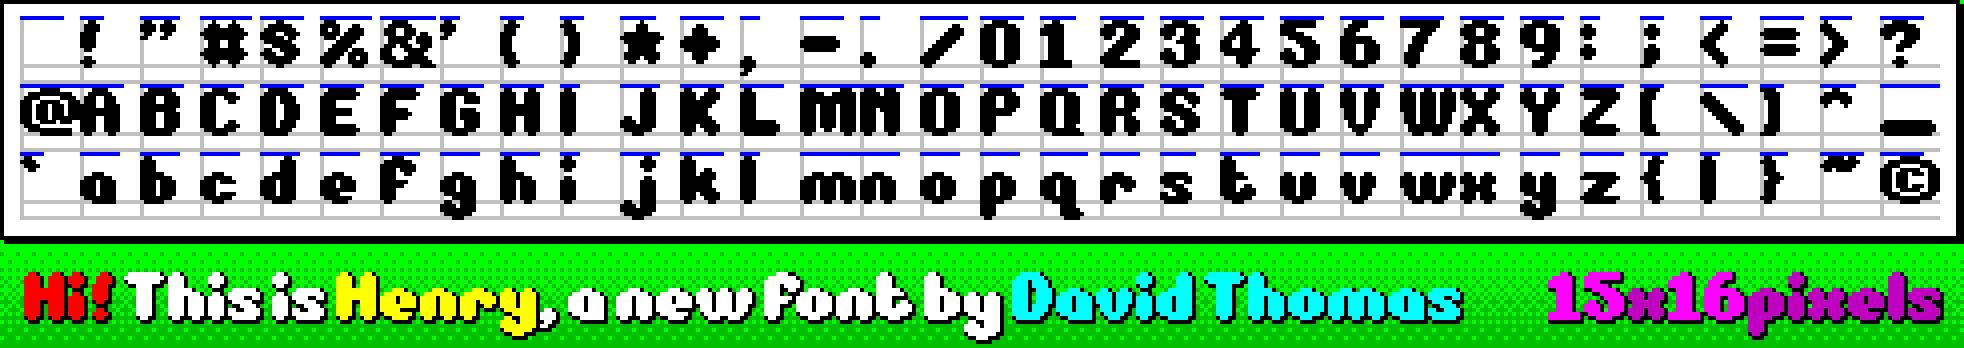 ! " # $ % & ' ( ) * + , - . / 0 1 2 3 4 5 6 7 8 9 : ; < = > ?
@ A B C D E F G H I J K L M N O P Q R S T U V W X Y Z [ \ ] ^ _
` a b c d e f g h i j k l m n o p q r s t u v w x y z { | } ~ ©
Hi! This is Henry, a new font by David Thomas 15x16pixels